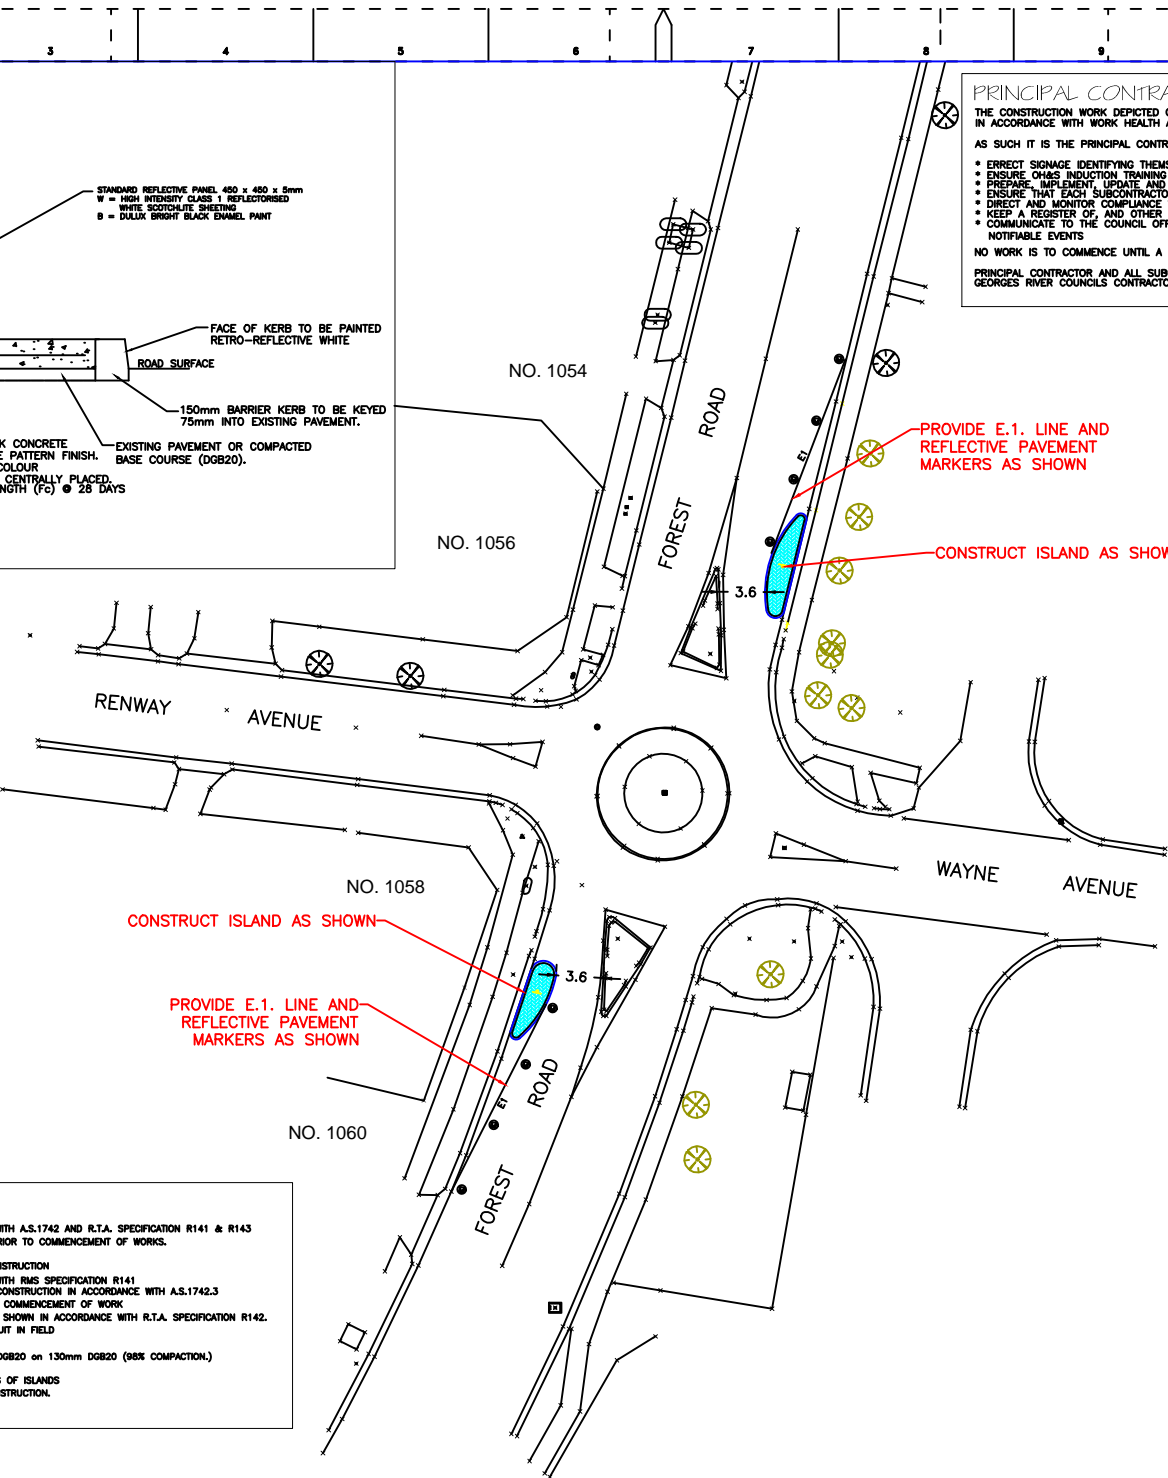 3 4 5 6 7 8 9
STANDARD REFLECTIVE PANEL 450 x 450 x 5mm
W = HIGH INTENSITY CLASS 1 REFLECTORISED
WHITE SCOTCHLITE SHEETING
B = DULUX BRIGHT BLACK ENAMEL PAINT
FACE OF KERB TO BE PAINTED
RETRO-REFLECTIVE WHITE
ROAD SURFACE
150mm BARRIER KERB TO BE KEYED
75mm INTO EXISTING PAVEMENT.
EXISTING PAVEMENT OR COMPACTED
BASE COURSE (DGB20).
K CONCRETE
E PATTERN FINISH.
COLOUR
CENTRALLY PLACED.
NGTH (Fc) @ 28 DAYS
PRINCIPAL CONTRA
THE CONSTRUCTION WORK DEPICTED
IN ACCORDANCE WITH WORK HEALTH
AS SUCH IT IS THE PRINCIPAL CONTR
* ERRECT SIGNAGE IDENTIFYING THEMS
* ENSURE OH&S INDUCTION TRAINING
* PREPARE, IMPLEMENT, UPDATE AND
* ENSURE THAT EACH SUBCONTRACTO
* DIRECT AND MONITOR COMPLIANCE
* KEEP A REGISTER OF, AND OTHER
* COMMUNICATE TO THE COUNCIL OFF
NOTIFIABLE EVENTS
NO WORK IS TO COMMENCE UNTIL A
PRINCIPAL CONTRACTOR AND ALL SUB
GEORGES RIVER COUNCILS CONTRACTO
NO. 1054
ROAD
FOREST
E1
PROVIDE E.1. LINE AND
REFLECTIVE PAVEMENT
MARKERS AS SHOWN
NO. 1056
CONSTRUCT ISLAND AS SHOW
3.6
RENWAY AVENUE
WAYNE AVENUE
NO. 1058
CONSTRUCT ISLAND AS SHOWN
3.6
PROVIDE E.1. LINE AND
REFLECTIVE PAVEMENT
MARKERS AS SHOWN
ROAD
E1
NO. 1060
FOREST
WITH A.S.1742 AND R.T.A. SPECIFICATION R141 & R143
RIOR TO COMMENCEMENT OF WORKS.
NSTRUCTION
WITH RMS SPECIFICATION R141
CONSTRUCTION IN ACCORDANCE WITH A.S.1742.3
COMMENCEMENT OF WORK
SHOWN IN ACCORDANCE WITH R.T.A. SPECIFICATION R142.
UIT IN FIELD
DGB20 on 130mm DGB20 (98% COMPACTION.)
S OF ISLANDS
STRUCTION.